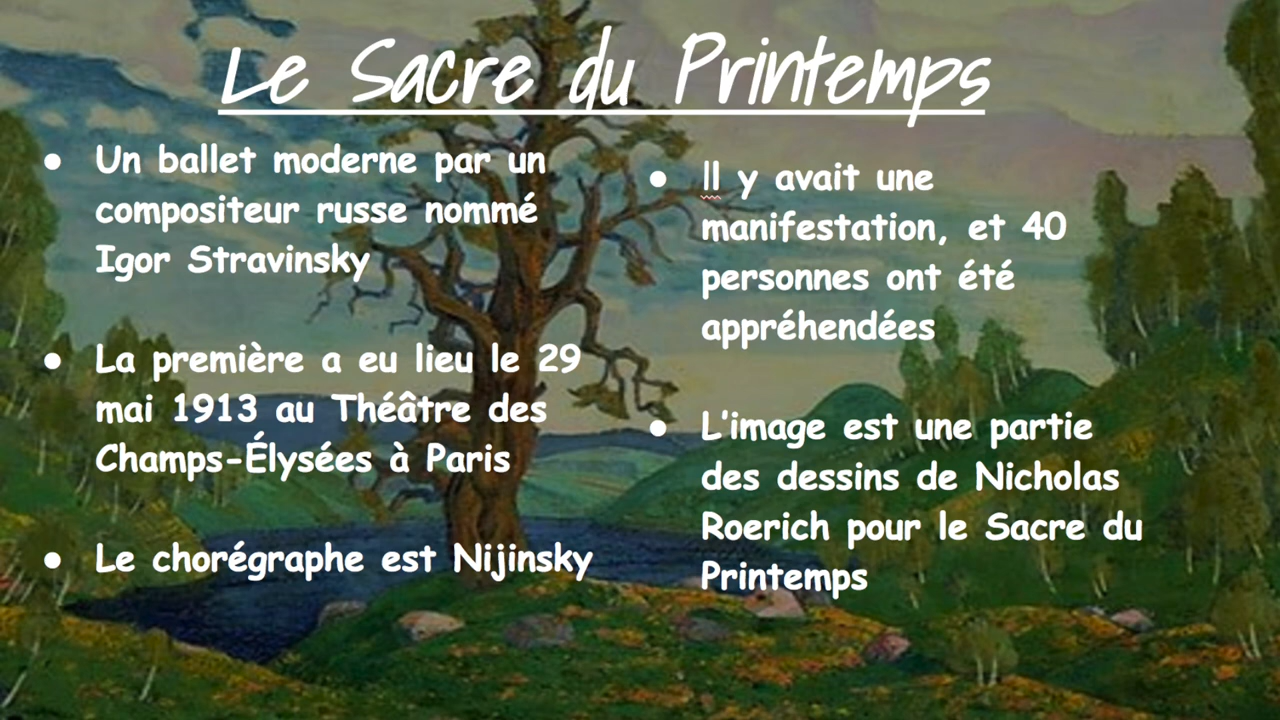 Le Sacre du Printemps
● Un ballet moderne par un
compositeur russe nommé
Igor Stravinsky
● La première a eu lieu le 29
mai 1913 au Théâtre des
Champs-Élysées à Paris
● Le chorégraphe est Nijinsky
● Il y avait une
manifestation, et 40
personnes ont été
appréhendées
● L'image est une partie
des dessins de Nicholas
Roerich pour le Sacre du
Printemps